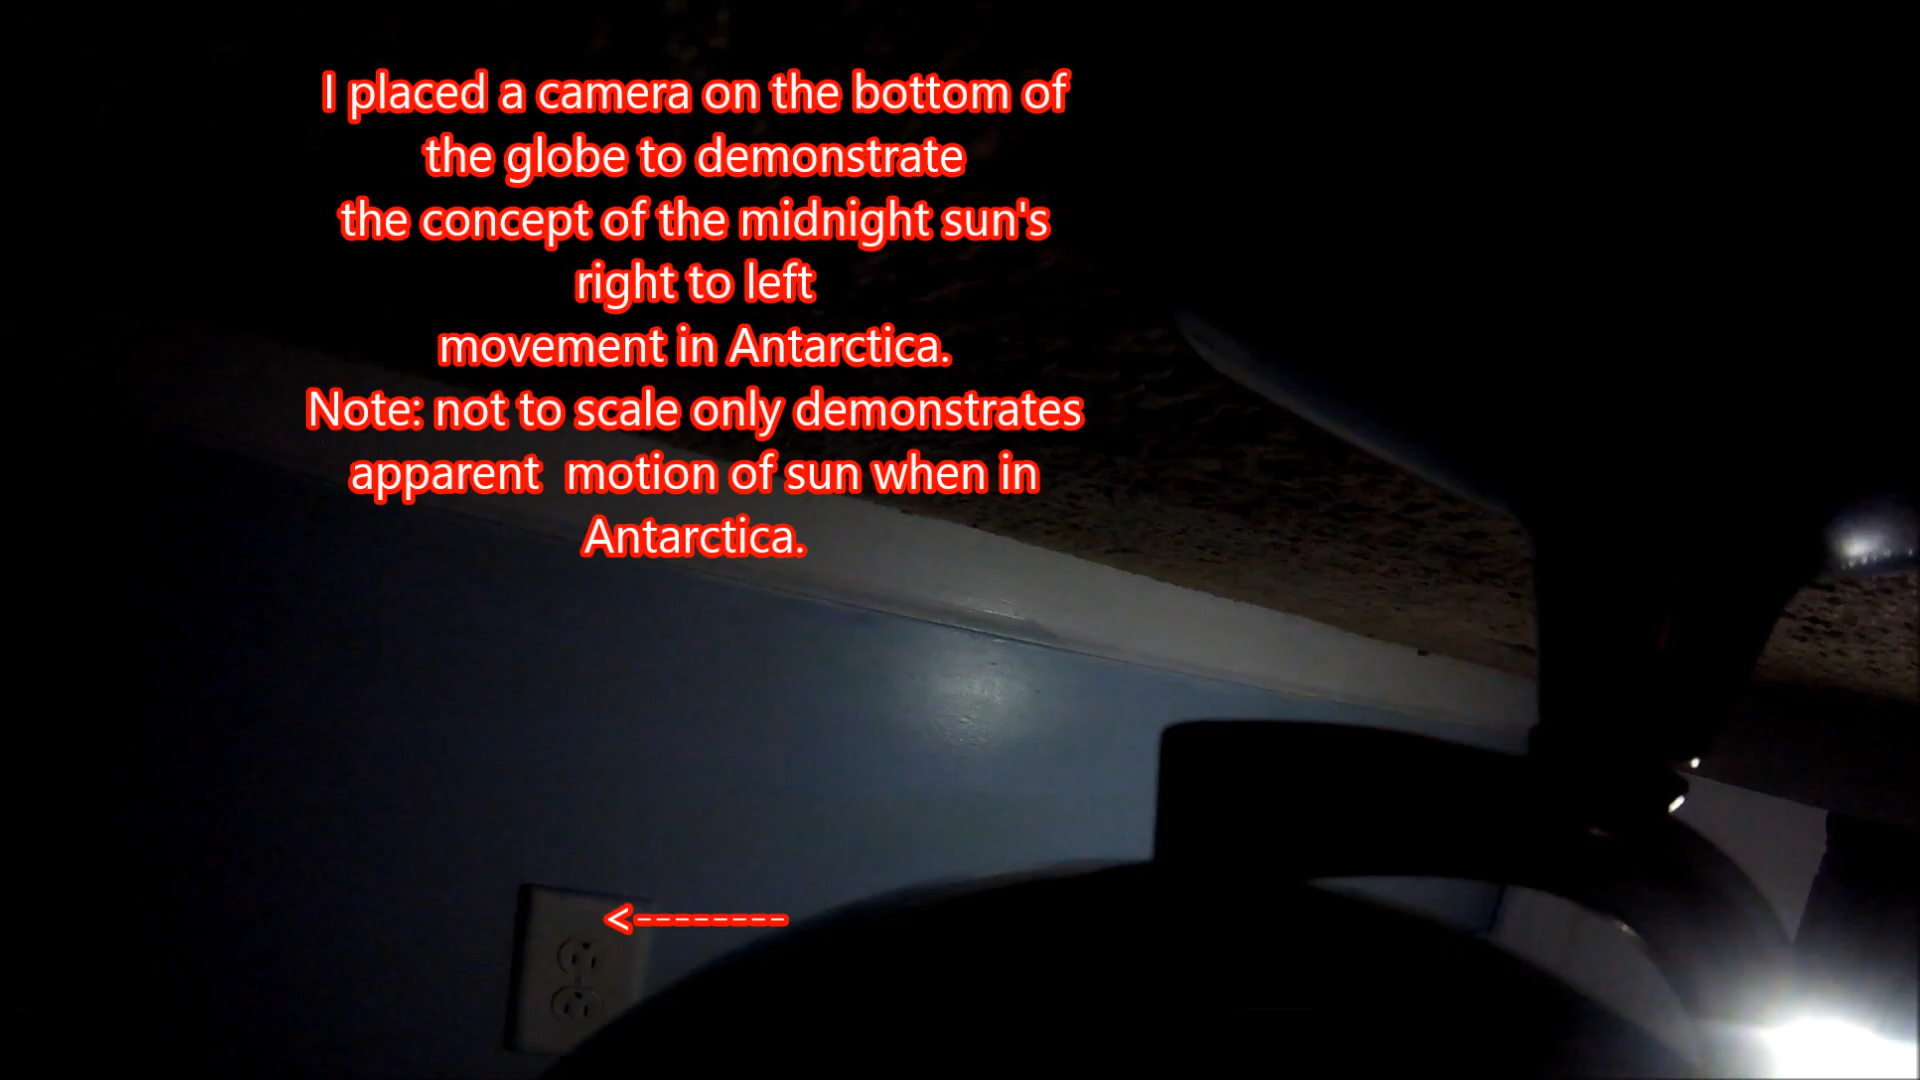 I placed a camera on the bottom of
the globe to demonstrate
the concept of the midnight sun's
right to left
movement in Antarctica.
Note: not to scale only demonstrates
apparent  motion of sun when in
Antarctica.
<--------